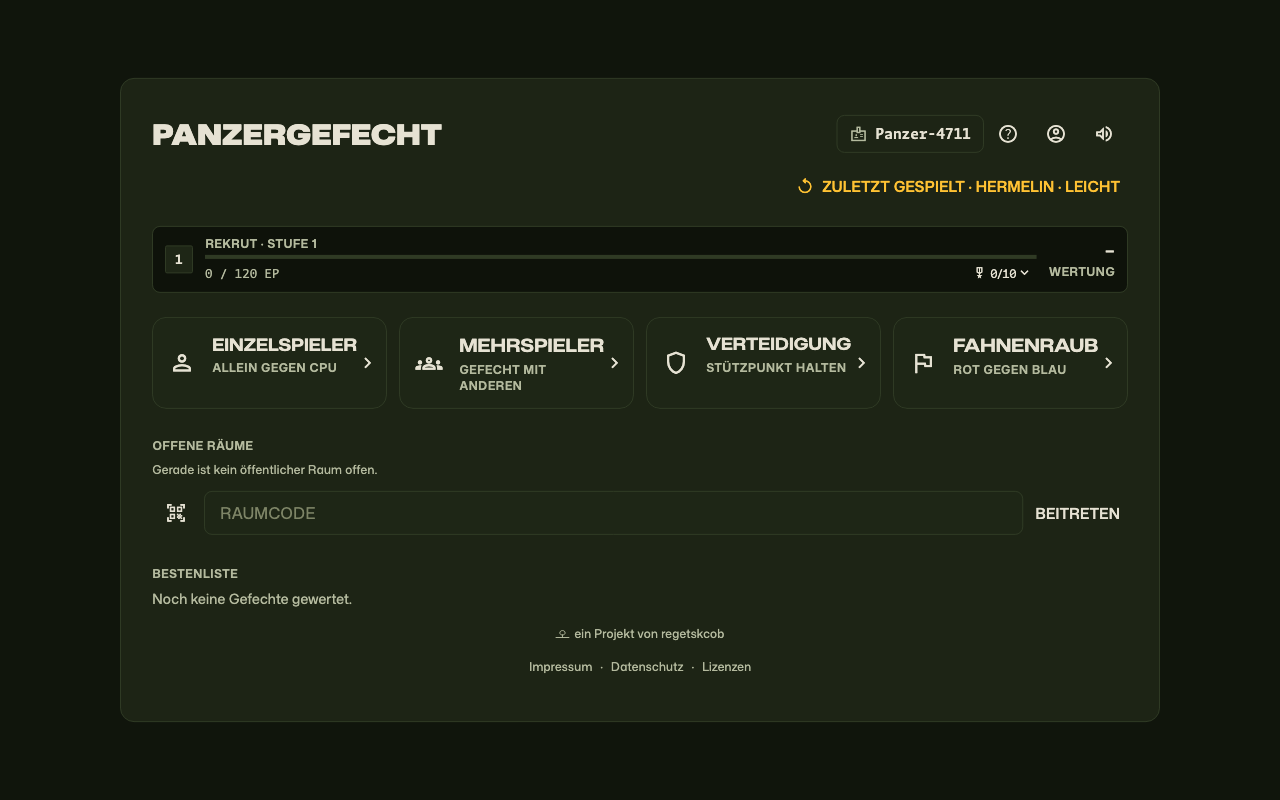 PANZERGEFECHT
Panzer-4711
ZULETZT GESPIELT · HERMELIN · LEICHT
1
REKRUT · STUFE 1
0 / 120 EP
0/10
–
WERTUNG
EINZELSPIELER
ALLEIN GEGEN CPU
MEHRSPIELER
GEFECHT MIT
ANDEREN
VERTEIDIGUNG
STÜTZPUNKT HALTEN
FAHNENRAUB
ROT GEGEN BLAU
OFFENE RÄUME
Gerade ist kein öffentlicher Raum offen.
RAUMCODE
BEITRETEN
BESTENLISTE
Noch keine Gefechte gewertet.
ein Projekt von regetskcob
Impressum · Datenschutz · Lizenzen